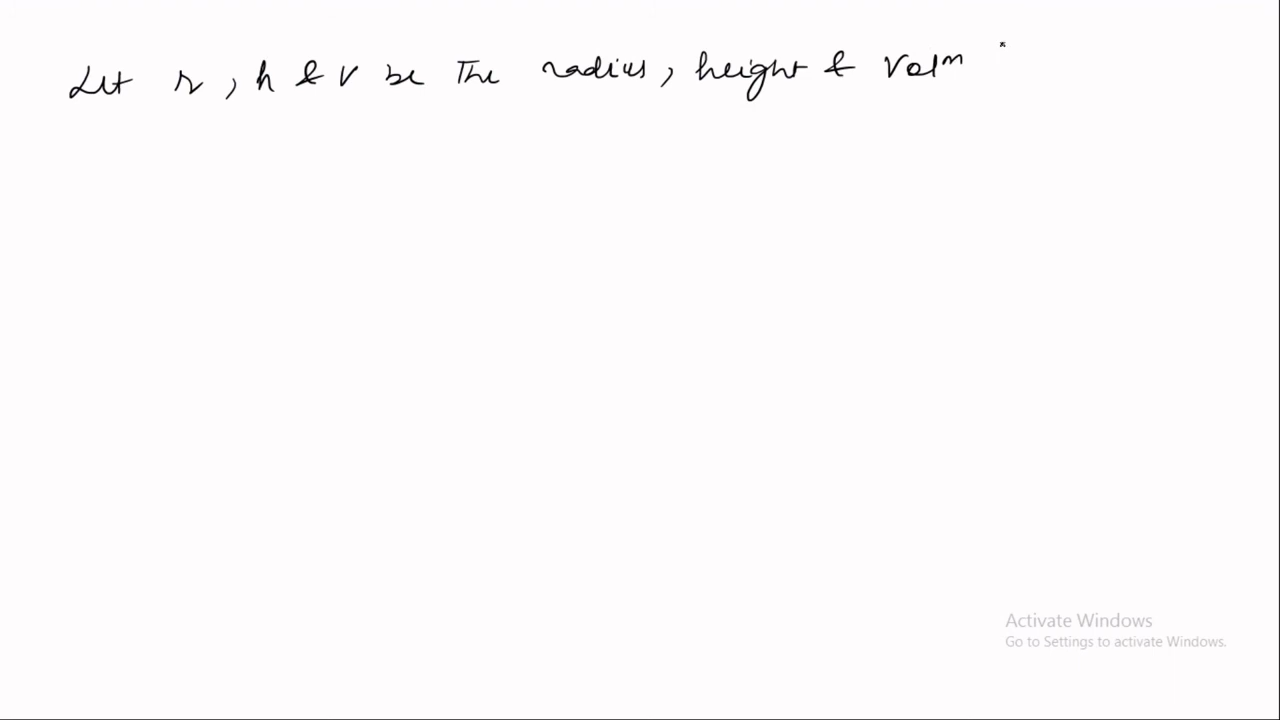 Let r, h & v be The radius, height & Volm
Activate Windows
Go to Settings to activate Windows.